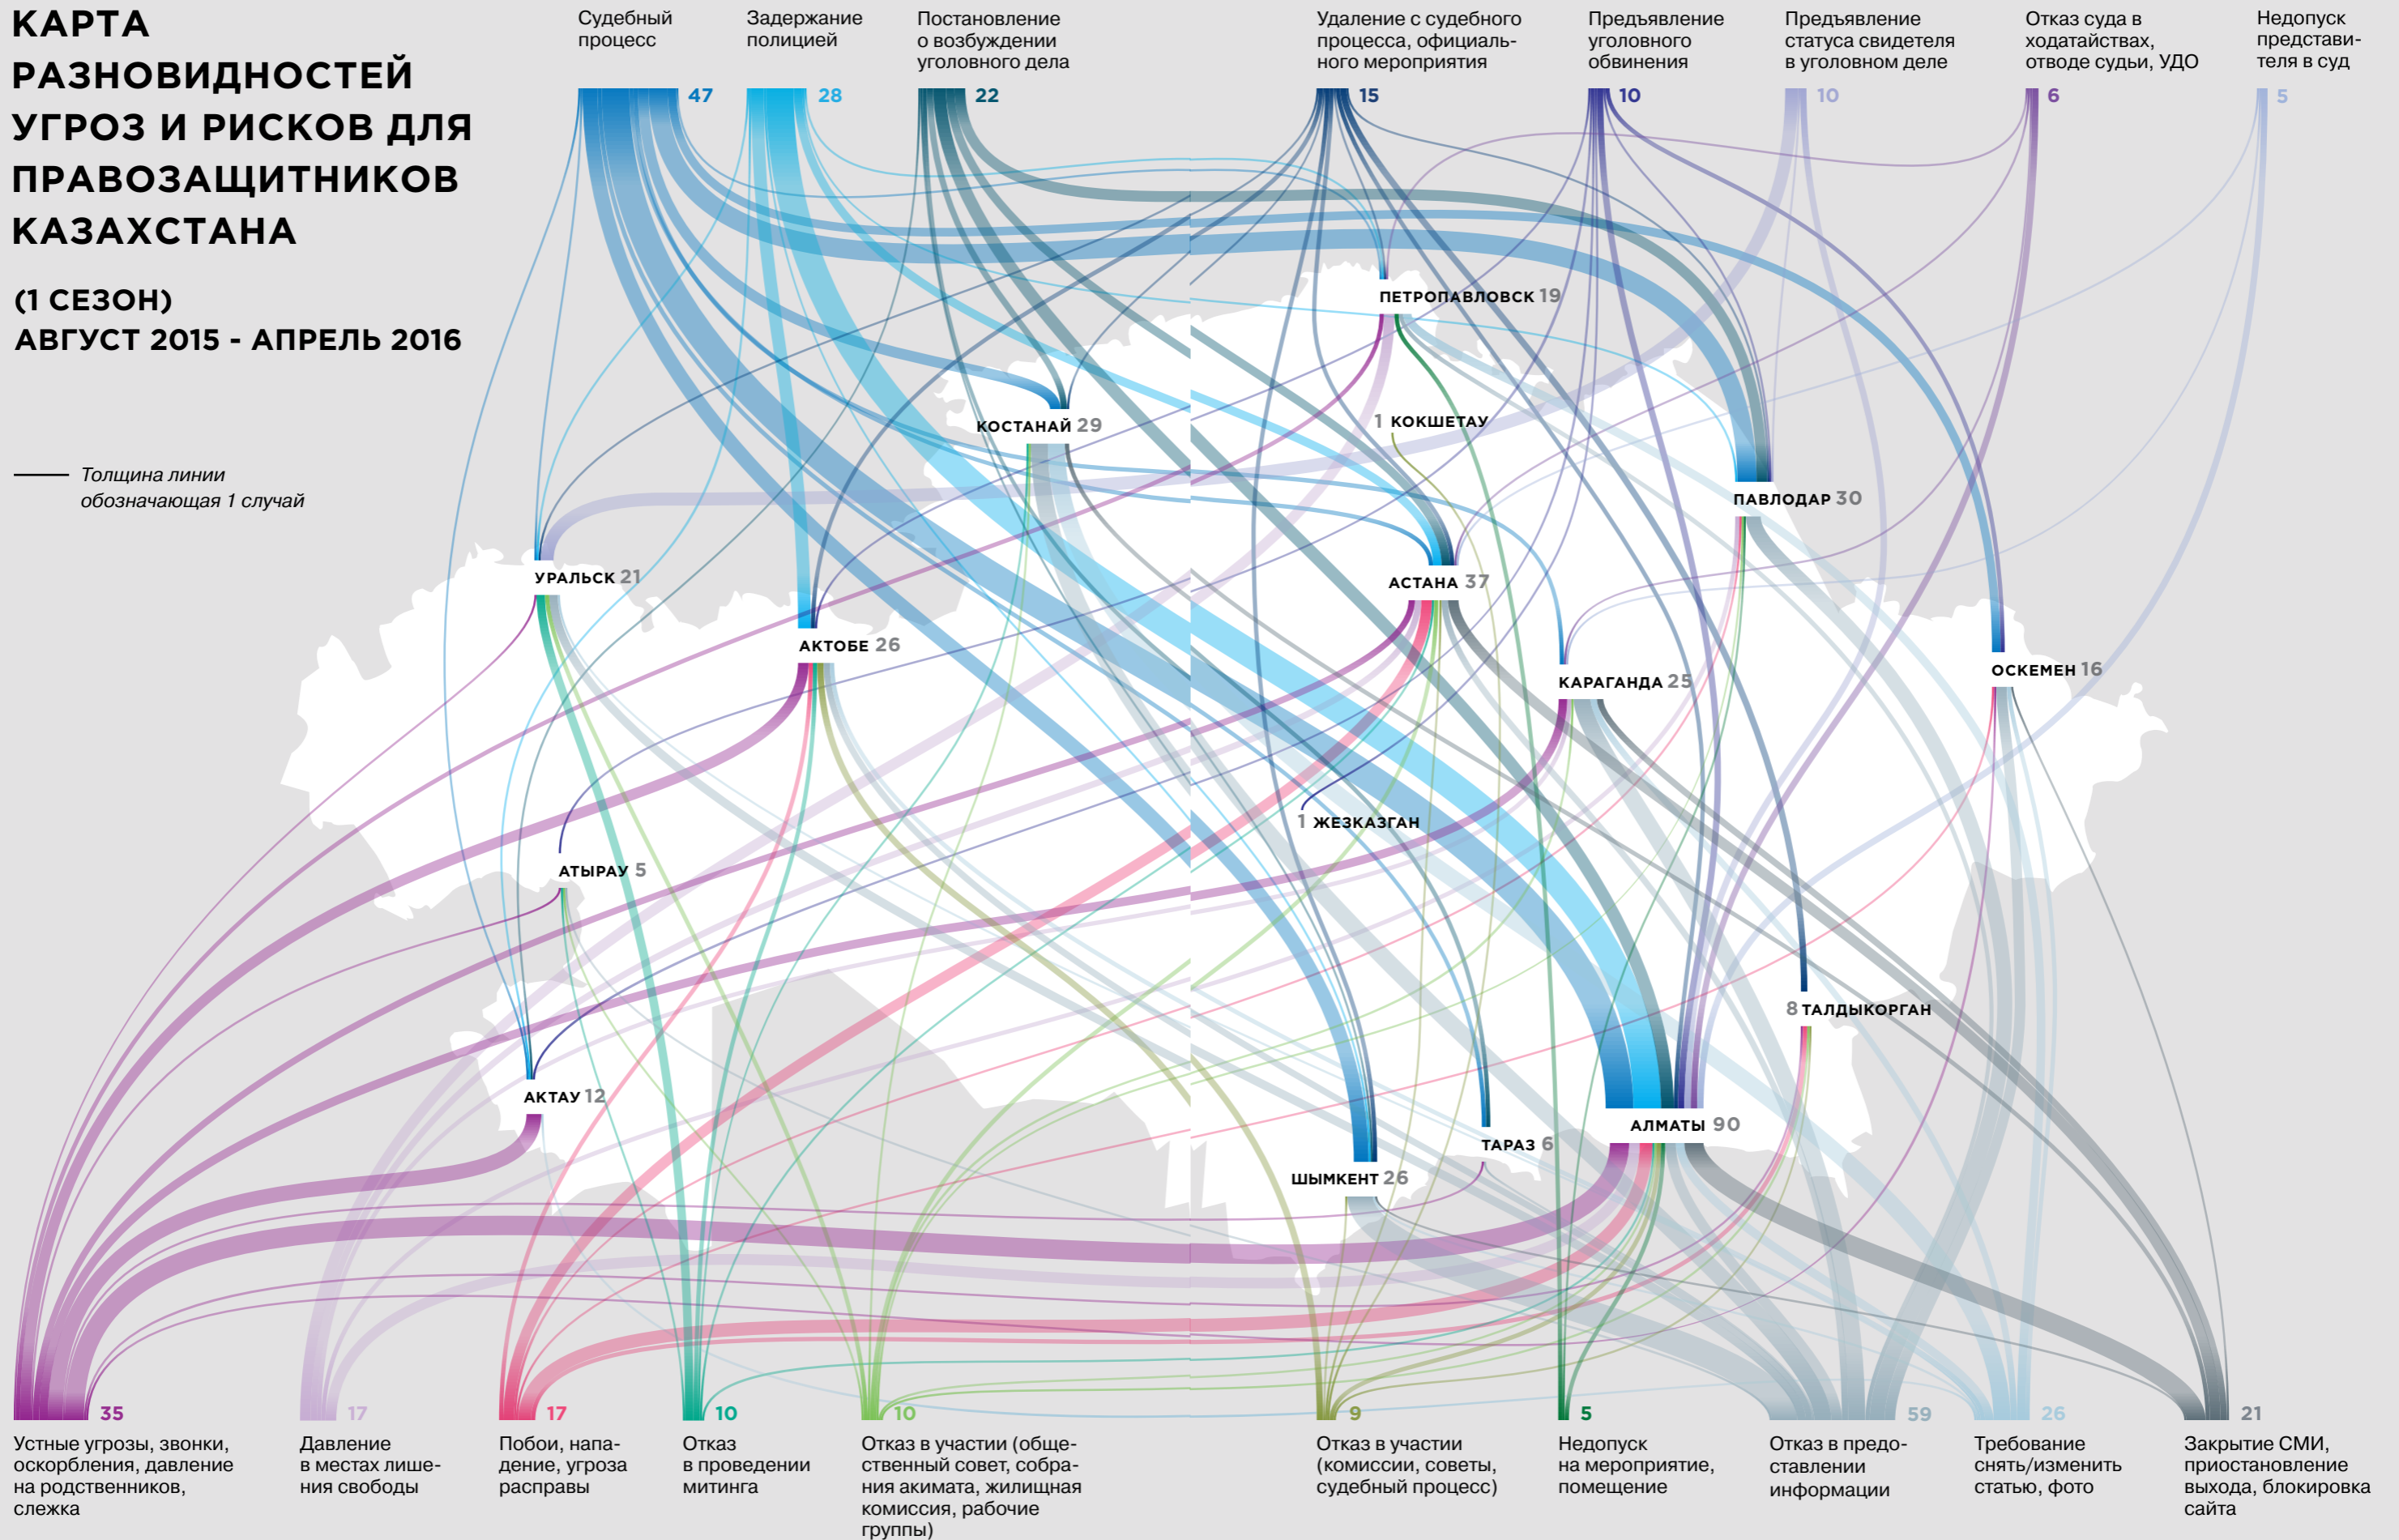 КАРТА
РАЗНОВИДНОСТЕЙ
УГРОЗ И РИСКОВ ДЛЯ
ПРАВОЗАЩИТНИКОВ
КАЗАХСТАНА
(1 СЕЗОН)
АВГУСТ 2015 - АПРЕЛЬ 2016
Толщина линии
обозначающая 1 случай
Судебный
процесс
47
Задержание
полицией
28
Постановление
о возбуждении
уголовного дела
22
Удаление с судебного
процесса, официаль-
ного мероприятия
15
Предъявление
уголовного
обвинения
10
Предъявление
статуса свидетеля
в уголовном деле
10
Отказ суда в
ходатайствах,
отводе судьи, УДО
6
Недопуск
представи-
теля в суд
5
ПЕТРОПАВЛОВСК 19
КОСТАНАЙ 29
1 КОКШЕТАУ
ПАВЛОДАР 30
УРАЛЬСК 21
АСТАНА 37
АКТОБЕ 26
КАРАГАНДА 25
ОСКЕМЕН 16
1 ЖЕЗКАЗГАН
АТЫРАУ 5
8 ТАЛДЫКОРГАН
АКТАУ 12
АЛМАТЫ 90
ТАРАЗ 6
ШЫМКЕНТ 26
35
Устные угрозы, звонки,
оскорбления, давление
на родственников,
слежка
17
Давление
в местах лише-
ния свободы
17
Побои, напа-
дение, угроза
расправы
10
Отказ
в проведении
митинга
10
Отказ в участии (обще-
ственный совет, собра-
ния акимата, жилищная
комиссия, рабочие
группы)
9
Отказ в участии
(комиссии, советы,
судебный процесс)
5
Недопуск
на мероприятие,
помещение
59
Отказ в предо-
ставлении
информации
26
Требование
снять/изменить
статью, фото
21
Закрытие СМИ,
приостановление
выхода, блокировка
сайта